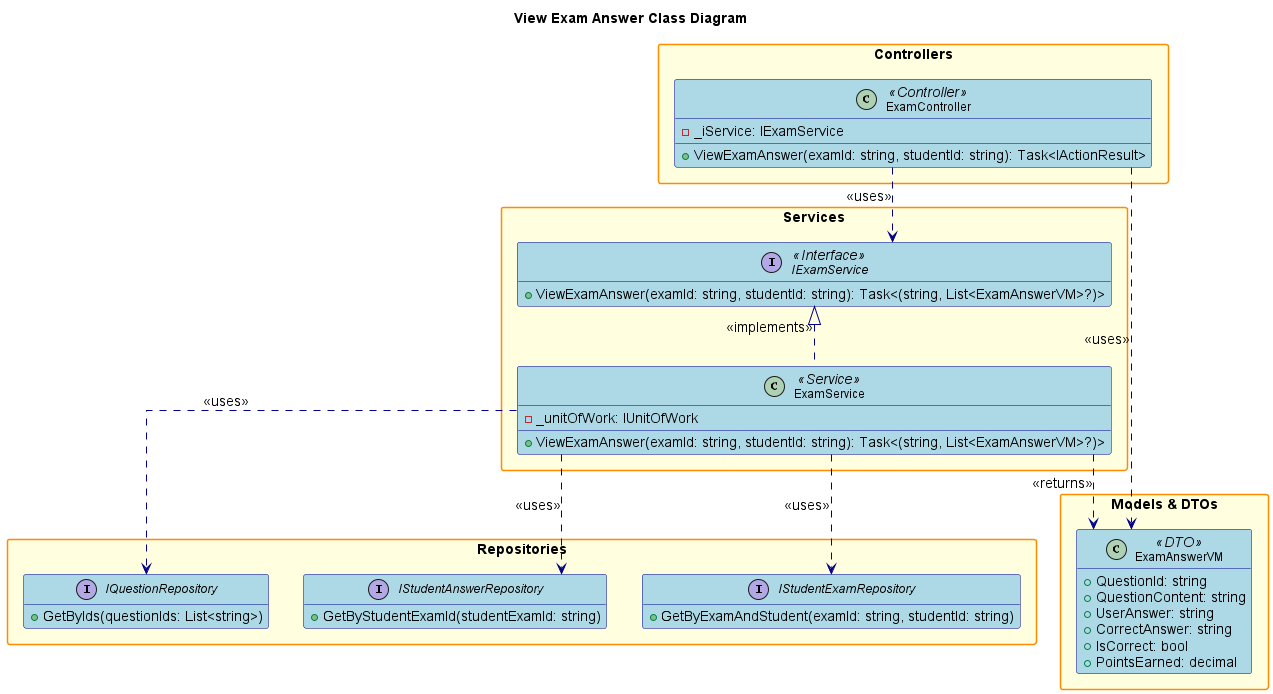 View Exam Answer Class Diagram
Controllers
C
«Controller»
ExamController
_iService: IExamService
ViewExamAnswer(examId: string, studentId: string): Task<IActionResult>
«uses»
Services
I
«Interface»
IExamService
ViewExamAnswer(examId: string, studentId: string): Task<(string, List<ExamAnswerVM>?)>
«implements»
«uses»
C
«Service»
ExamService
_unitOfWork: IUnitOfWork
ViewExamAnswer(examId: string, studentId: string): Task<(string, List<ExamAnswerVM>?)>
«uses»
«uses»
«uses»
«returns»
Repositories
I
IQuestionRepository
GetByIds(questionIds: List<string>)
I
IStudentAnswerRepository
GetByStudentExamId(studentExamId: string)
I
IStudentExamRepository
GetByExamAndStudent(examId: string, studentId: string)
Models & DTOs
C
«DTO»
ExamAnswerVM
QuestionId: string
QuestionContent: string
UserAnswer: string
CorrectAnswer: string
IsCorrect: bool
PointsEarned: decimal